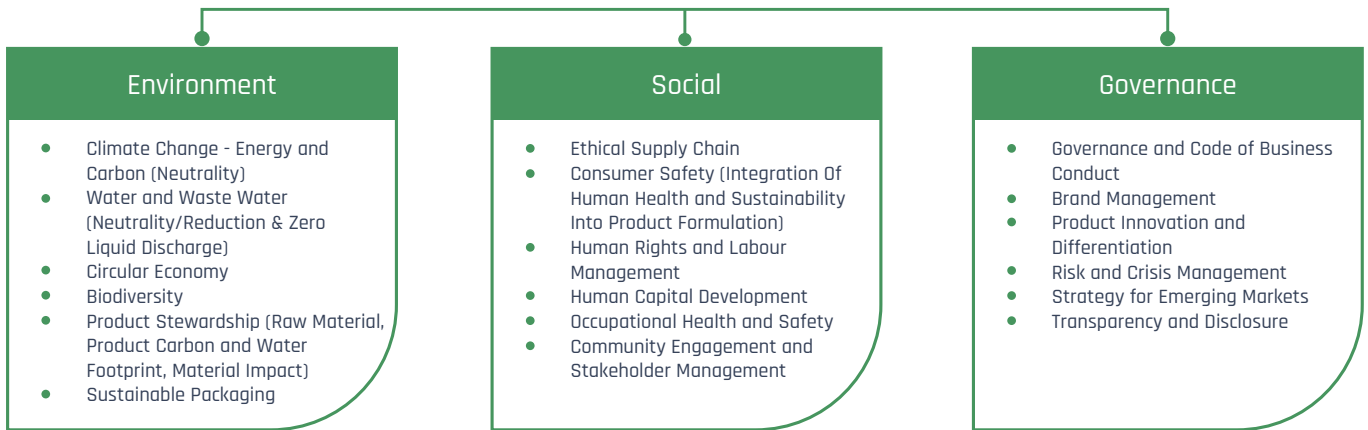 Environment
Climate Change - Energy and
Carbon (Neutrality)
Water and Waste Water
(Neutrality/Reduction & Zero
Liquid Discharge)
Circular Economy
Biodiversity
Product Stewardship (Raw Material,
Product Carbon and Water
Footprint, Material Impact)
Sustainable Packaging
Social
Ethical Supply Chain
Consumer Safety (Integration Of
Human Health and Sustainability
Into Product Formulation)
Human Rights and Labour
Management
Human Capital Development
Occupational Health and Safety
Community Engagement and
Stakeholder Management
Governance
Governance and Code of Business
Conduct
Brand Management
Product Innovation and
Differentiation
Risk and Crisis Management
Strategy for Emerging Markets
Transparency and Disclosure